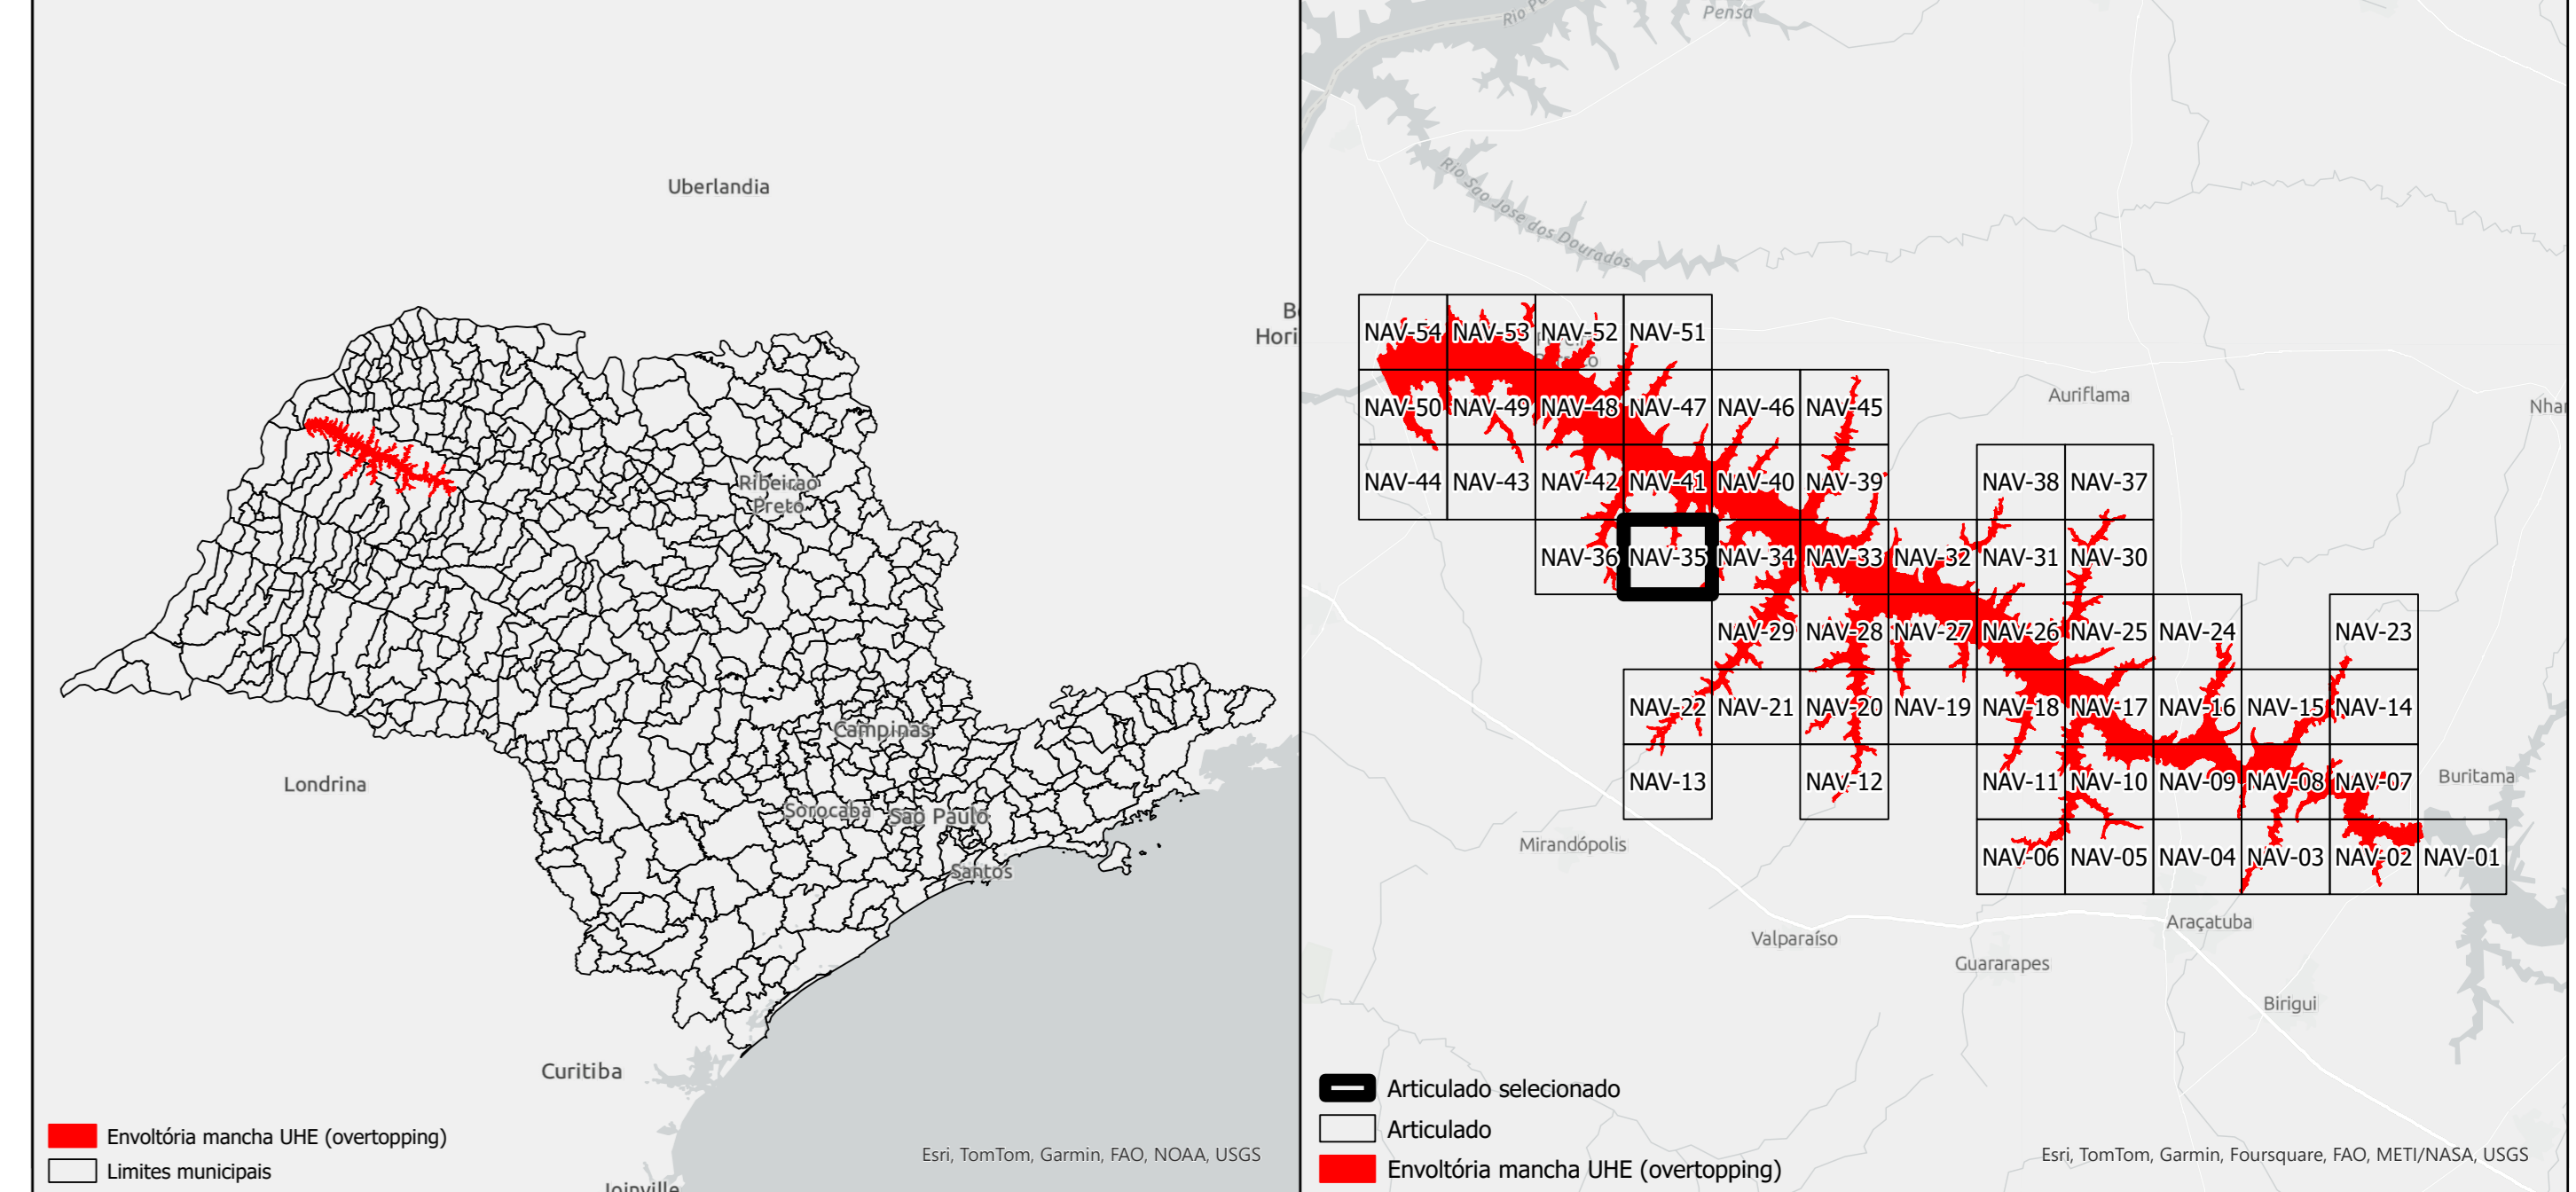 Uberlandia
Ribeirao
Preto
Campinas
Sorocaba
Sao Paulo
Santos
Londrina
Curitiba
Joinville
Envoltória mancha UHE (overtopping)
Limites municipais
Esri, TomTom, Garmin, FAO, NOAA, USGS
Hori
Pensa
Rio Sao Jose dos Dourados
NAV-54 NAV-53 NAV-52 NAV-51
NAV-50 NAV-49 NAV-48 NAV-47 NAV-46 NAV-45
Auriflama
Nhan
NAV-44 NAV-43 NAV-42 NAV-41 NAV-40 NAV-39 NAV-38 NAV-37
NAV-36 NAV-35 NAV-34 NAV-33 NAV-32 NAV-31 NAV-30
NAV-29 NAV-28 NAV-27 NAV-26 NAV-25 NAV-24 NAV-23
NAV-22 NAV-21 NAV-20 NAV-19 NAV-18 NAV-17 NAV-16 NAV-15 NAV-14
NAV-13 NAV-12 NAV-11 NAV-10 NAV-09 NAV-08 NAV-07
Buritama
Mirandópolis
NAV-06 NAV-05 NAV-04 NAV-03 NAV-02 NAV-01
Araçatuba
Valparaíso
Guararapes
Birigui
Articulado selecionado
Articulado
Envoltória mancha UHE (overtopping)
Esri, TomTom, Garmin, Foursquare, FAO, METI/NASA, USGS